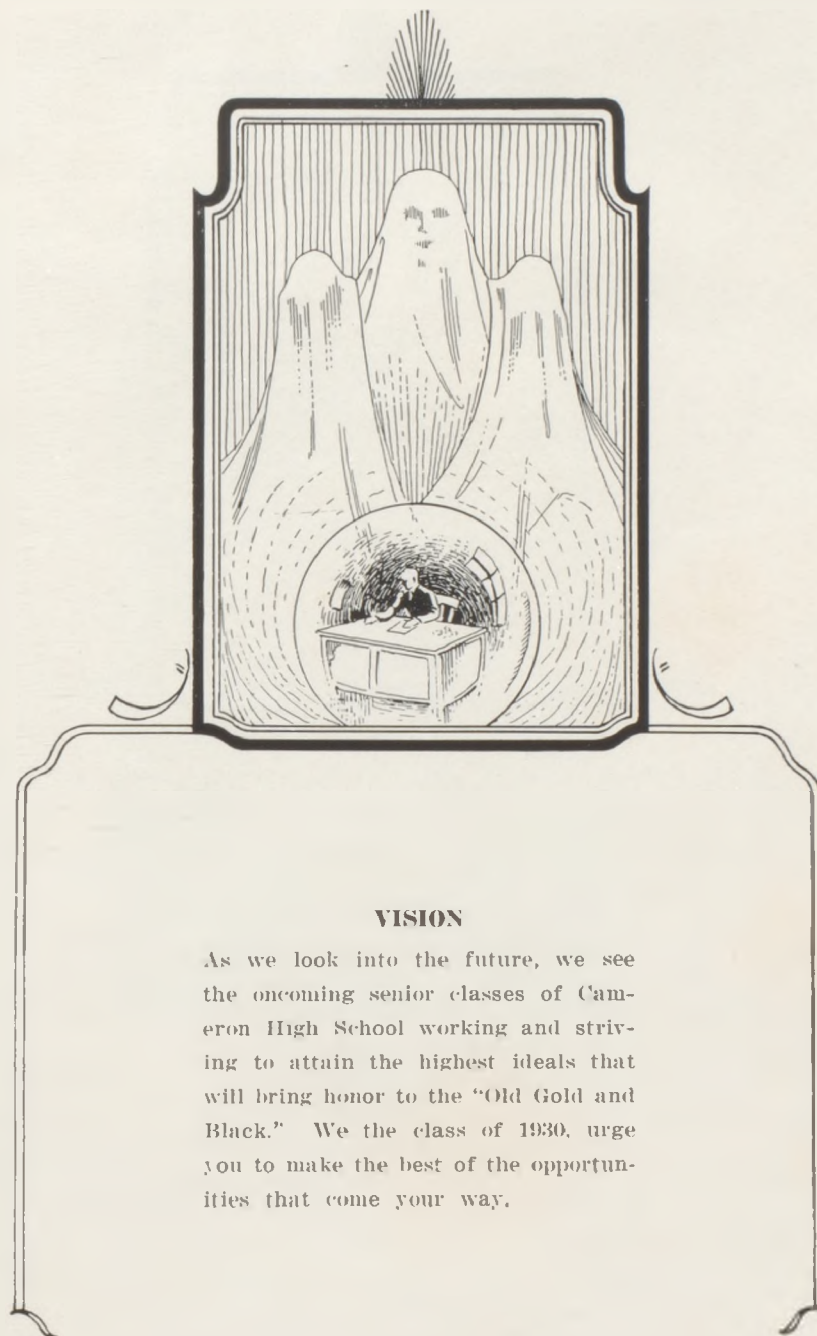 VISION
As we look into the future, we see
the oncoming senior classes of Cam-
eron High School working and striv-
ing to attain the highest ideals that
will bring honor to the "Old Gold and
Black." We the class of 1930, urge
you to make the best of the opportun-
ities that come your way.